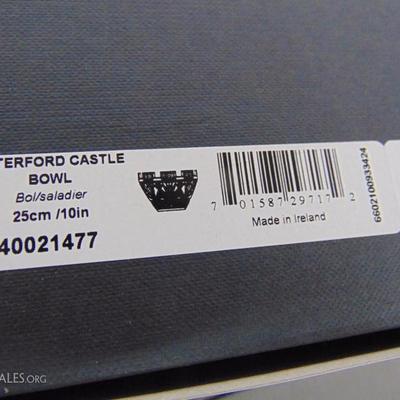 TERFORD CASTLE
BOWL
Bol/saladier
25cm /10in
40021477
7 01587 29717 2
Made in Ireland
6602100933424
ALES.ORG